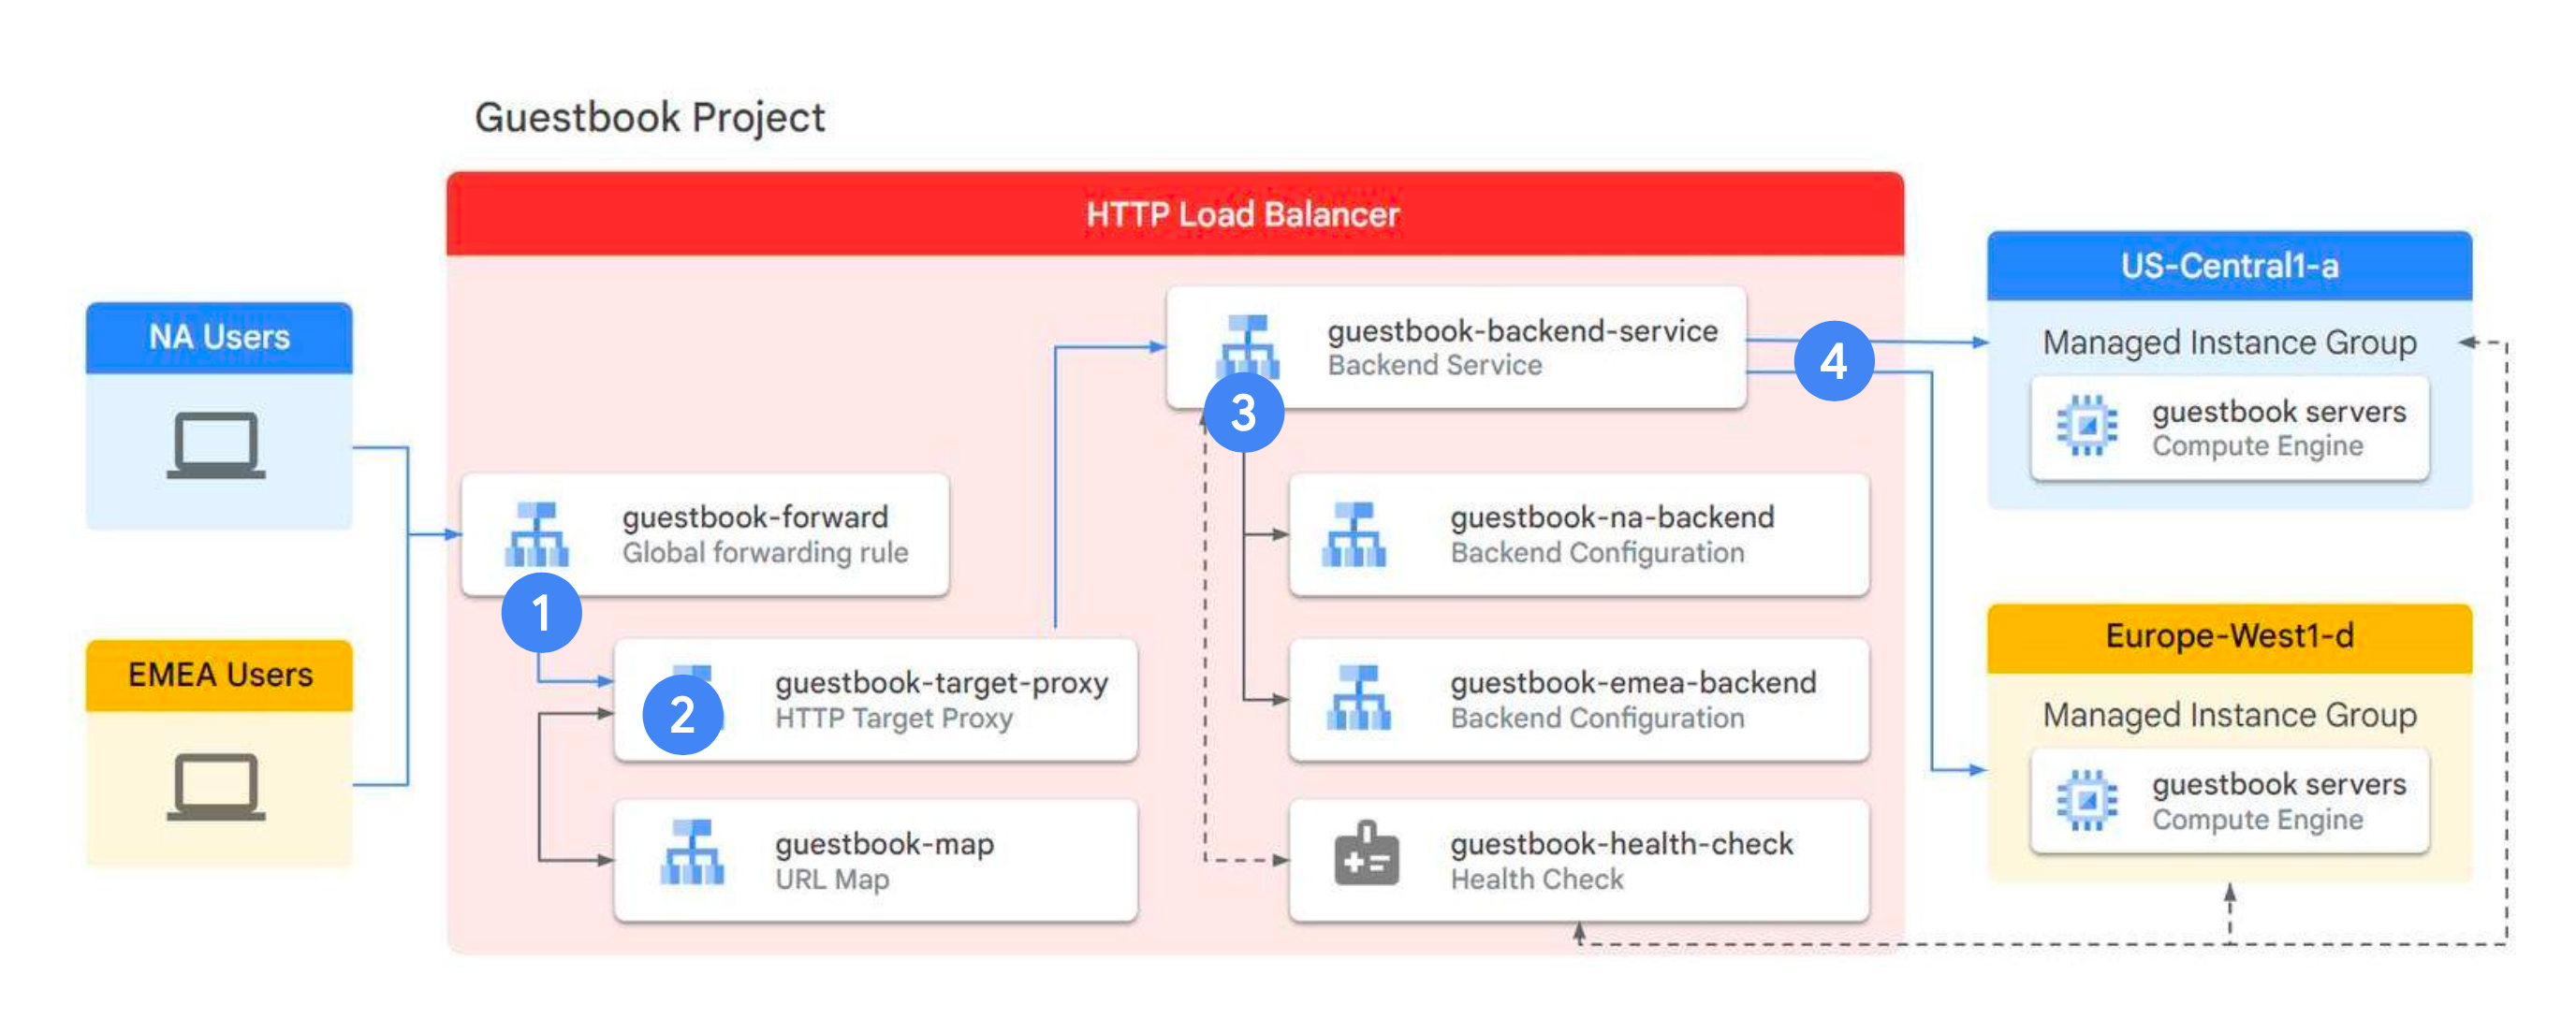 Guestbook Project
HTTP Load Balancer
NA Users
EMEA Users
guestbook-forward
Global forwarding rule
1
guestbook-target-proxy
HTTP Target Proxy
2
guestbook-map
URL Map
guestbook-backend-service
Backend Service
3
4
guestbook-na-backend
Backend Configuration
guestbook-emea-backend
Backend Configuration
guestbook-health-check
Health Check
US-Central1-a
Managed Instance Group
guestbook servers
Compute Engine
Europe-West1-d
Managed Instance Group
guestbook servers
Compute Engine